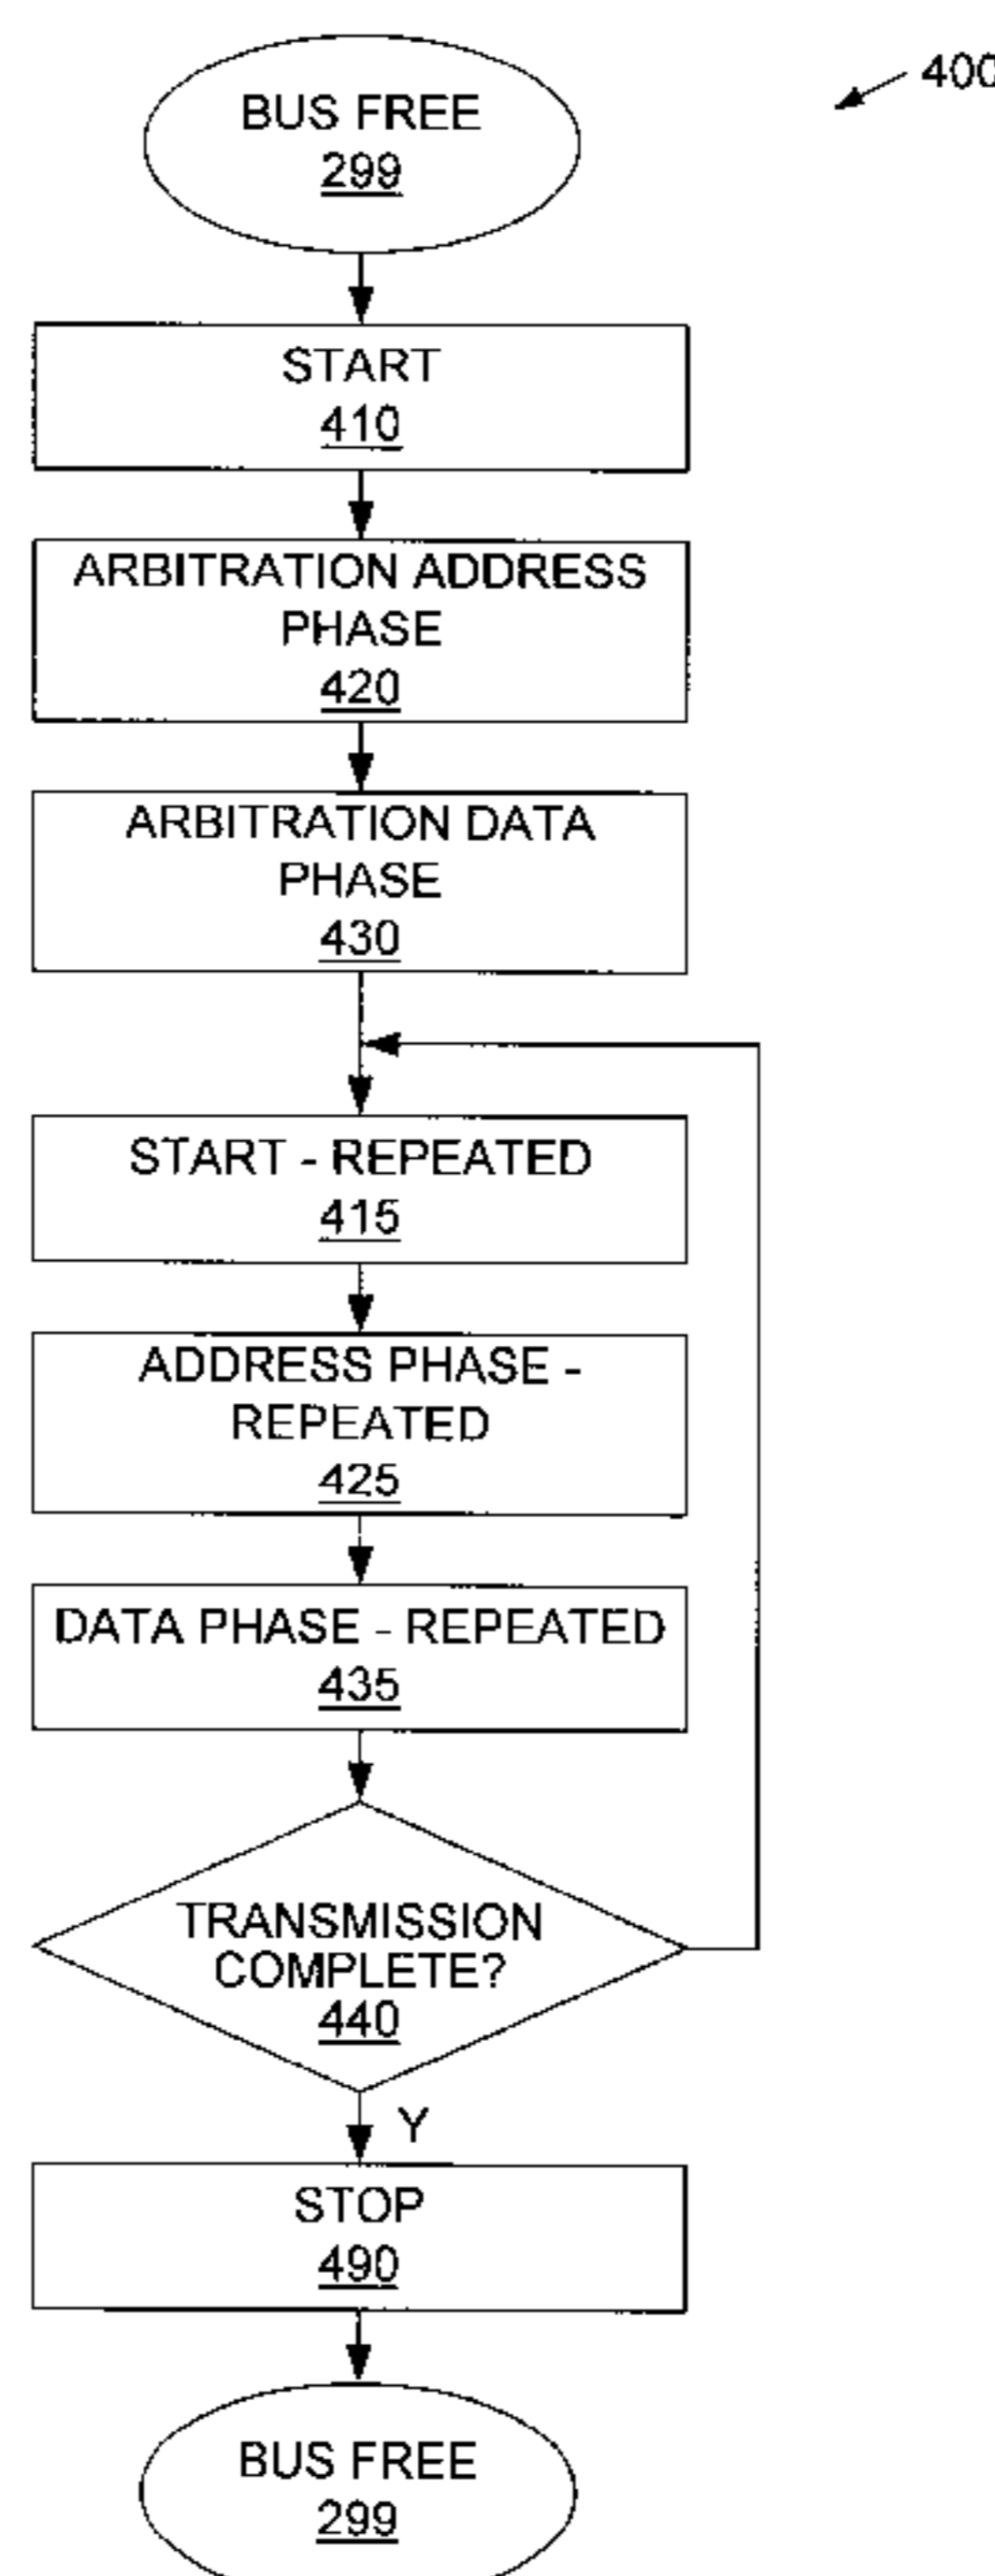 400
BUS FREE
299
START
410
ARBITRATION ADDRESS
PHASE
420
ARBITRATION DATA
PHASE
430
START - REPEATED
415
ADDRESS PHASE -
REPEATED
425
DATA PHASE - REPEATED
435
TRANSMISSION
COMPLETE?
440
Y
STOP
490
BUS FREE
299